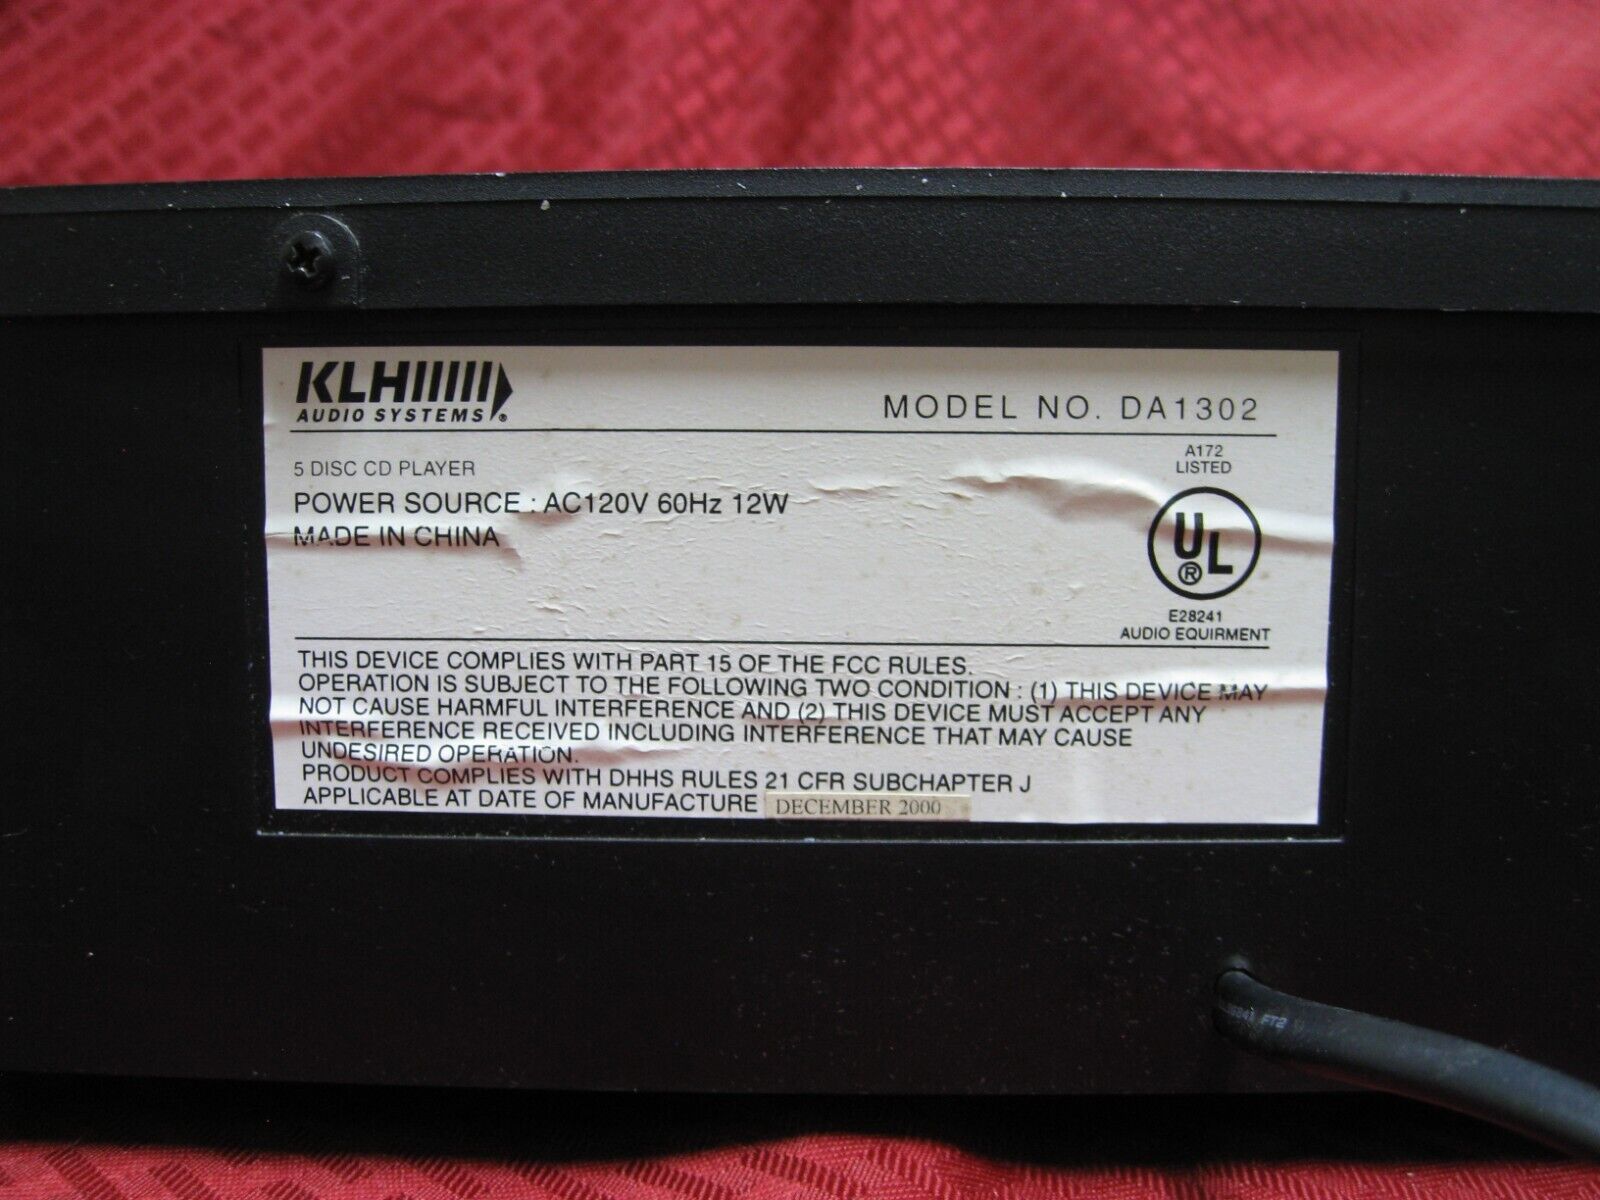 KLH
AUDIO SYSTEMS®
MODEL NO. DA1302
5 DISC CD PLAYER
POWER SOURCE : AC120V 60Hz 12W
MADE IN CHINA
A172
LISTED
UL
®
E28241
AUDIO EQUIRMENT
THIS DEVICE COMPLIES WITH PART 15 OF THE FCC RULES.
OPERATION IS SUBJECT TO THE FOLLOWING TWO CONDITION : (1) THIS DEVICE MAY
NOT CAUSE HARMFUL INTERFERENCE AND (2) THIS DEVICE MUST ACCEPT ANY
INTERFERENCE RECEIVED INCLUDING INTERFERENCE THAT MAY CAUSE
UNDESIRED OPERATION.
PRODUCT COMPLIES WITH DHHS RULES 21 CFR SUBCHAPTER J
APPLICABLE AT DATE OF MANUFACTURE DECEMBER 2000
FT2